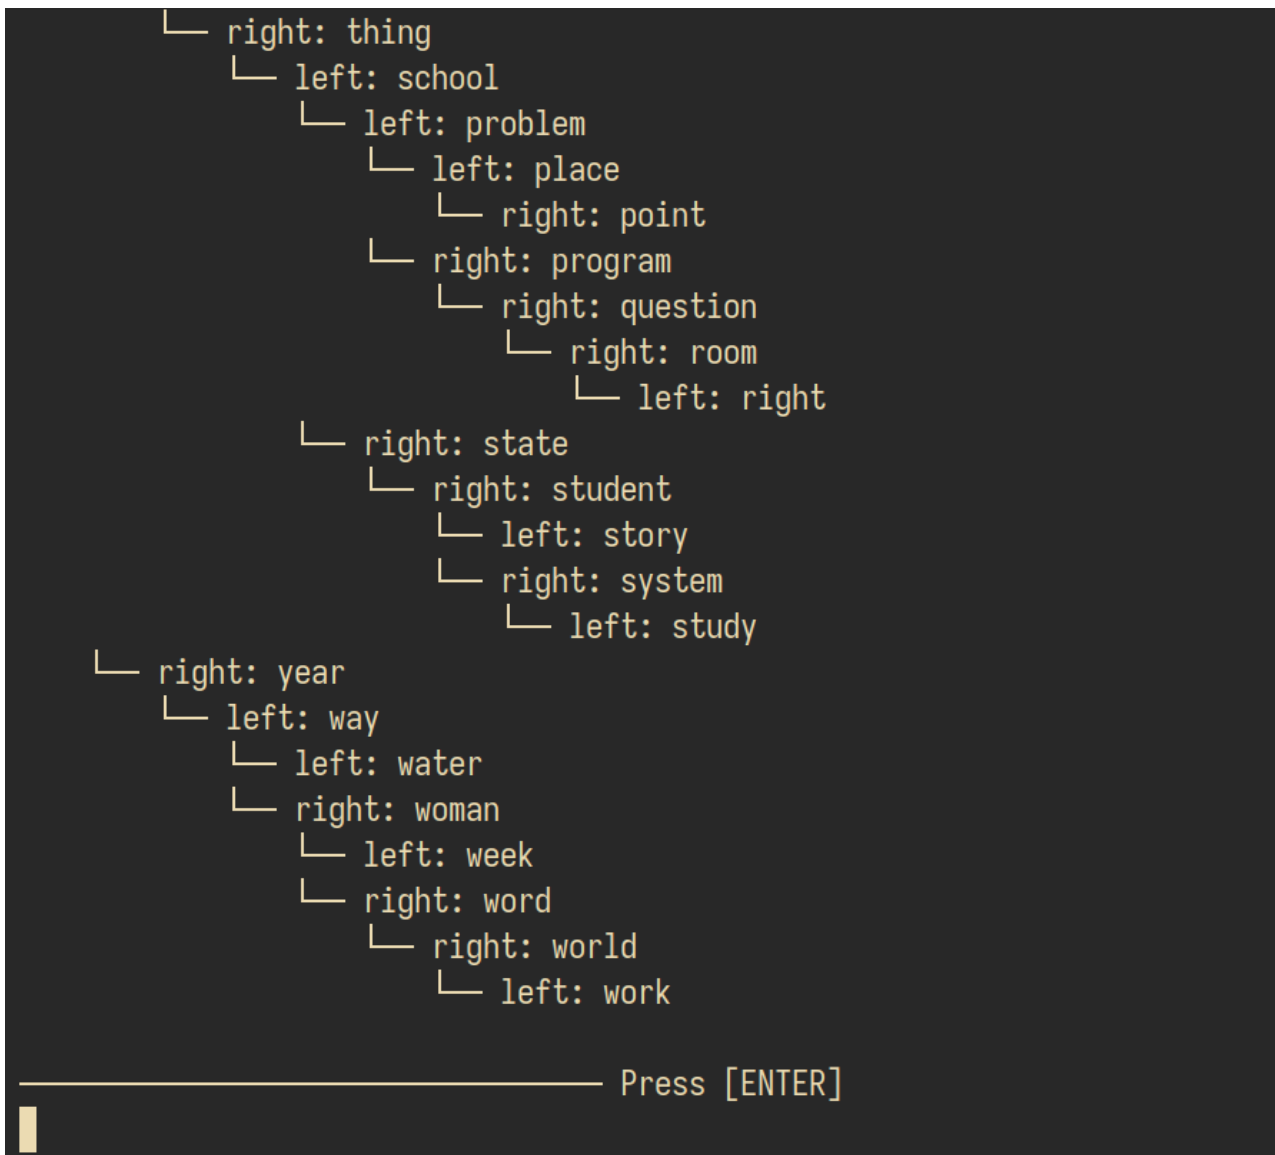 └── right: thing
└── left: school
└── left: problem
└── left: place
└── right: point
└── right: program
└── right: question
└── right: room
└── left: right
└── right: state
└── right: student
└── left: story
└── right: system
└── left: study
└── right: year
└── left: way
└── left: water
└── right: woman
└── left: week
└── right: word
└── right: world
└── left: work
────────────────────────────────── Press [ENTER]